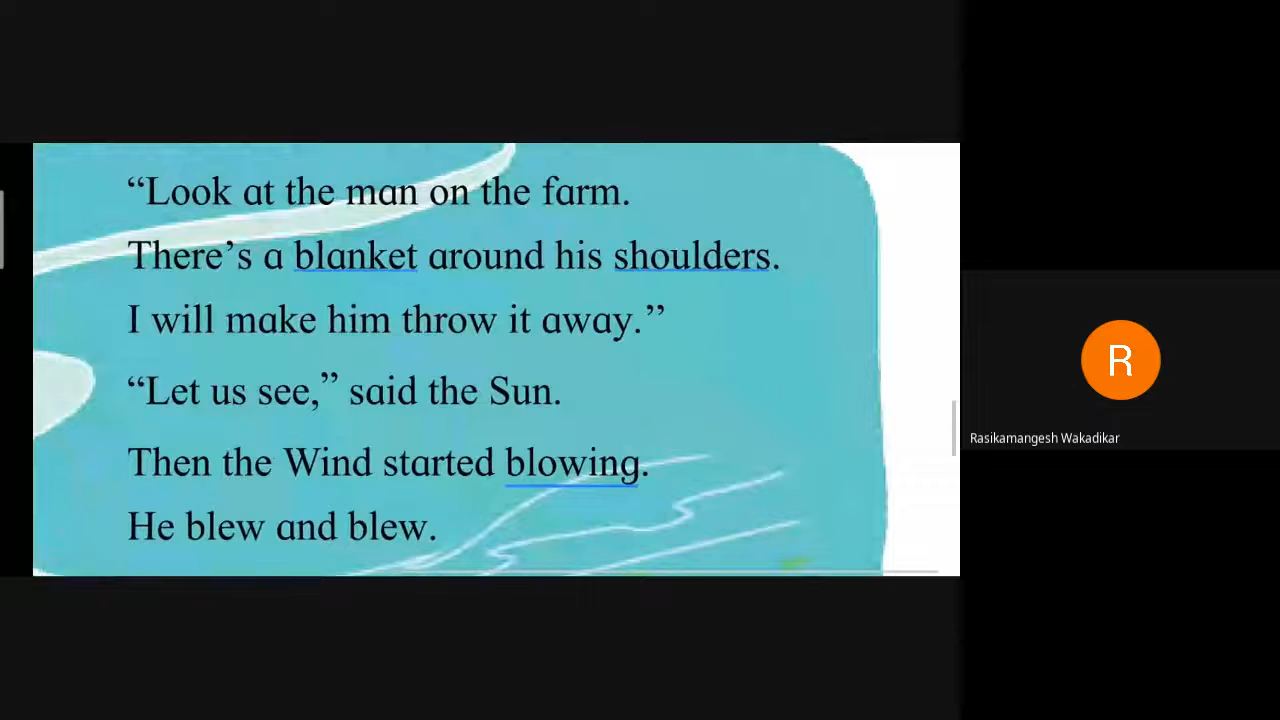 “Look at the man on the farm.
There’s a blanket around his shoulders.
I will make him throw it away.”
“Let us see,” said the Sun.
Then the Wind started blowing.
He blew and blew.
R
Rasikamangesh Wakadikar